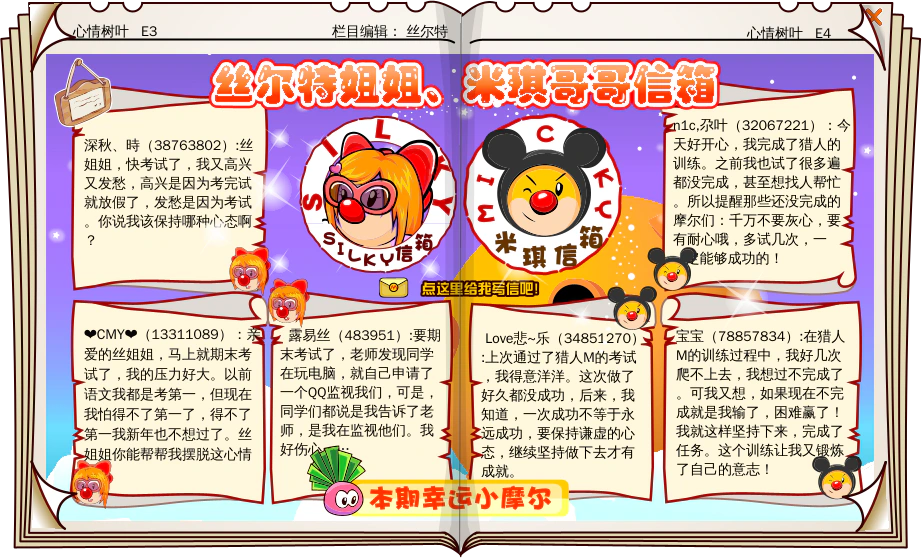 心情树叶 E3
栏目编辑： 丝尔特
心情树叶 E4
丝尔特姐姐、米琪哥哥信箱
深秋、時（38763802）:丝
姐姐，快考试了，我又高兴
又发愁，高兴是因为考完试
就放假了，发愁是因为考试
。你说我该保持哪种心态啊
？
SILKY
SILKY信箱
MICKY
米琪信箱
n1c,尕叶（32067221）：今
天好开心，我完成了猎人的
训练。之前我也试了很多遍
都没完成，甚至想找人帮忙
。所以提醒那些还没完成的
摩尔们：千万不要灰心，要
有耐心哦，多试几次，一
定能够成功的！
点这里给我写信吧!
❤CMY❤（13311089）：亲
爱的丝姐姐，马上就期末考
试了，我的压力好大。以前
语文我都是考第一，但现在
我怕得不了第一了，得不了
第一我新年也不想过了。丝
姐姐你能帮帮我摆脱这心情
露易丝（483951）:要期
末考试了，老师发现同学
在玩电脑，就自己申请了
一个QQ监视我们，可是，
同学们都说是我告诉了老
师，是我在监视他们。我
好伤心……
Love悲~乐（34851270）
:上次通过了猎人M的考试
，我得意洋洋。这次做了
好久都没成功，后来，我
知道，一次成功不等于永
远成功，要保持谦虚的心
态，继续坚持做下去才有
成就。
宝宝（78857834）：在猎人
M的训练过程中，我好几次
爬不上去，我想过不完成了
。可我又想，如果现在不完
成就是我输了，困难赢了！
我就这样坚持下来，完成了
任务。这个训练让我又锻炼
了自己的意志！
本期幸运小摩尔